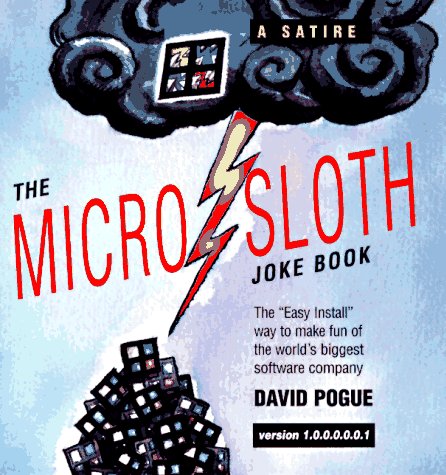 A SATIRE
THE
MICRO SLOTH
JOKE BOOK
The "Easy Install"
way to make fun of
the world's biggest
software company
DAVID POGUE
version 1.0.0.0.0.1